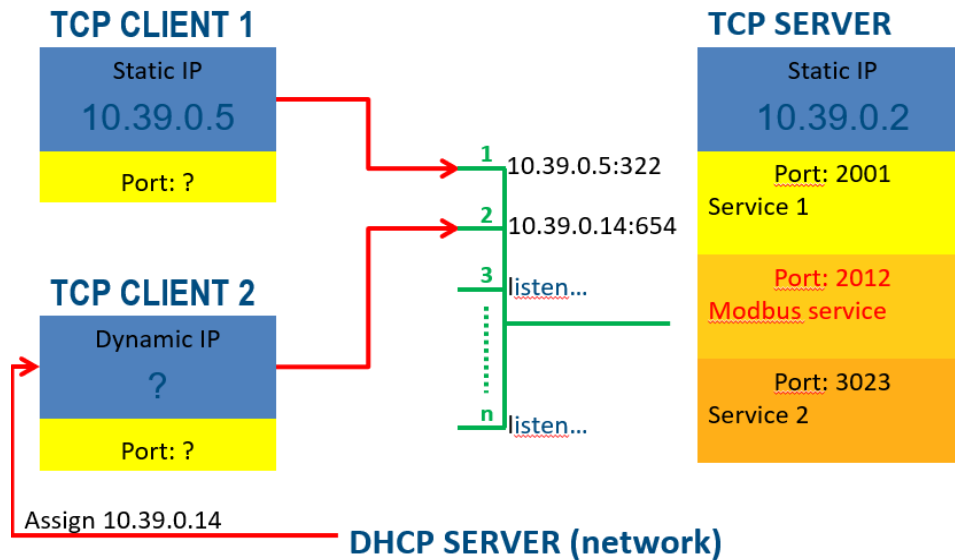 TCP CLIENT 1
Static IP
10.39.0.5
Port: ?
TCP CLIENT 2
Dynamic IP
?
Port: ?
Assign 10.39.0.14
DHCP SERVER (network)
1
10.39.0.5:322
2
10.39.0.14:654
3
listen...
n
listen...
TCP SERVER
Static IP
10.39.0.2
Port: 2001
Service 1
Port: 2012
Modbus service
Port: 3023
Service 2